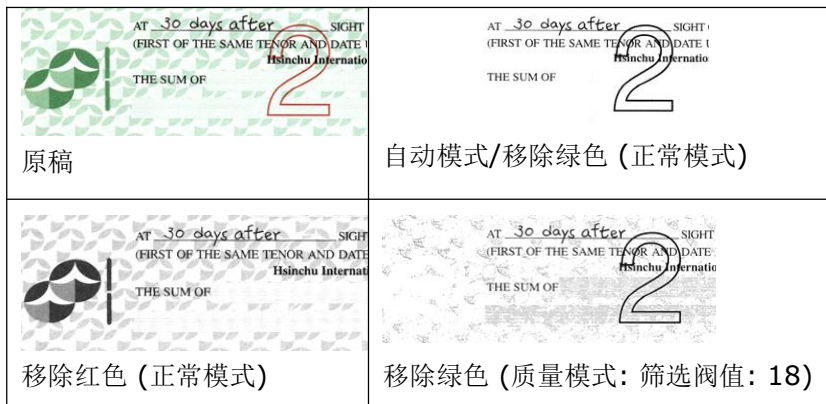 AT 30 days after SIGHT
(FIRST OF THE SAME TENOR AND DATE U
Hsinchu Internatio
THE SUM OF
2
原稿
AT 30 days after SIGHT
(FIRST OF THE SAME TENOR AND DATE U
Hsinchu Internatio
THE SUM OF
2
自动模式/移除绿色 (正常模式)
AT 30 days after SIGH
(FIRST OF THE SAME TENOR AND DATE
Hsinchu Internati
THE SUM OF
移除红色 (正常模式)
AT 30 days after SIGHT
(FIRST OF THE SAME TENOR AND DATE
Hsinchu Internatio
THE SUM OF
2
移除绿色 (质量模式: 筛选阀值: 18)